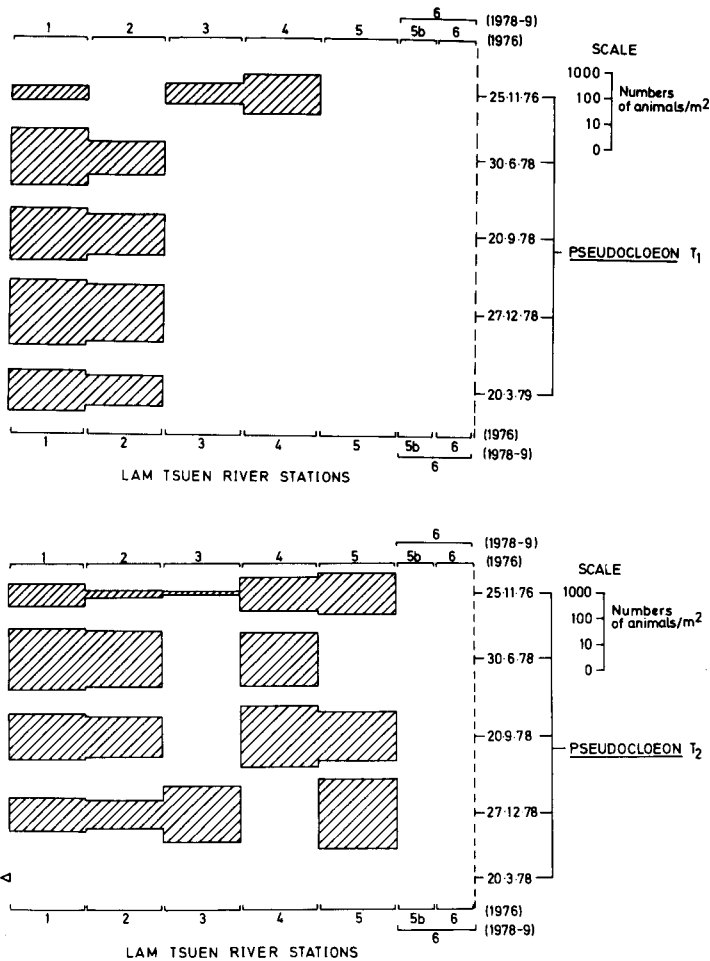 6 (1978-9)
1 2 3 4 5 5b 6 (1976)
SCALE
1000
100
10
0
Numbers
of animals/m²
25·11·76
30·6·78
20·9·78
PSEUDOCLOEON T₁
27·12·78
20·3·79
1 2 3 4 5 5b 6 (1976)
6 (1978-9)
LAM TSUEN RIVER STATIONS
6 (1978-9)
1 2 3 4 5 5b 6 (1976)
SCALE
1000
100
10
0
Numbers
of animals/m²
25·11·76
30·6·78
20·9·78
PSEUDOCLOEON T₂
27·12·78
20·3·78
1 2 3 4 5 5b 6 (1976)
6 (1978-9)
LAM TSUEN RIVER STATIONS